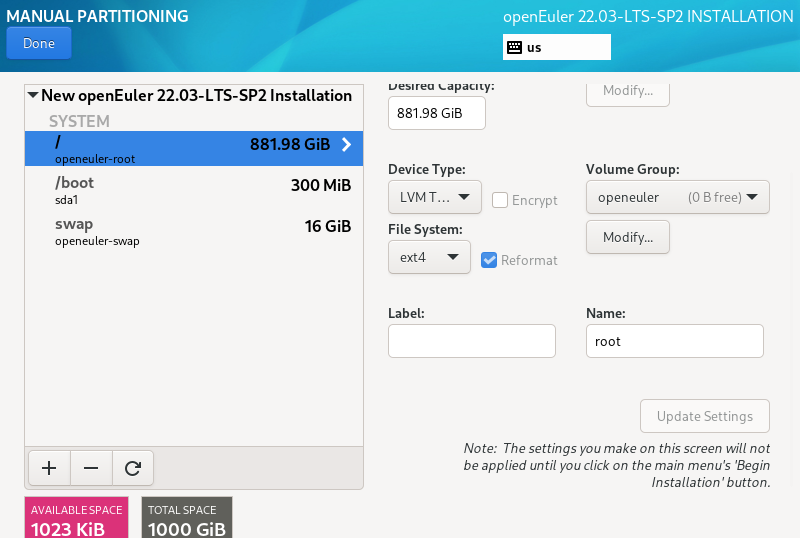 MANUAL PARTITIONING
openEuler 22.03-LTS-SP2 INSTALLATION
Done
us
New openEuler 22.03-LTS-SP2 Installation
SYSTEM
/
881.98 GiB
openeuler-root
/boot
300 MiB
sda1
swap
16 GiB
openeuler-swap
AVAILABLE SPACE
1023 KiB
TOTAL SPACE
1000 GiB
Desired Capacity:
881.98 GiB
Modify...
Device Type:
LVM T...
Encrypt
Volume Group:
openeuler (0 B free)
Modify...
File System:
ext4
Reformat
Label:
Name:
root
Update Settings
Note: The settings you make on this screen will not
be applied until you click on the main menu's 'Begin
Installation' button.